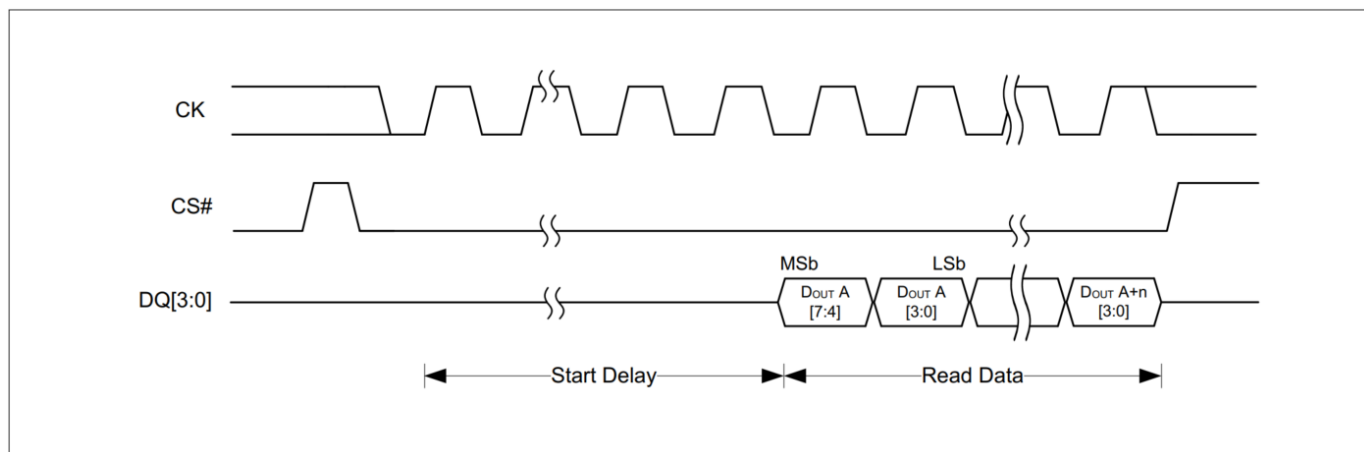 CK
CS#
MSb LSb
DQ[3:0]
DOUT A
[7:4]
DOUT A
[3:0]
DOUT A+n
[3:0]
Start Delay
Read Data